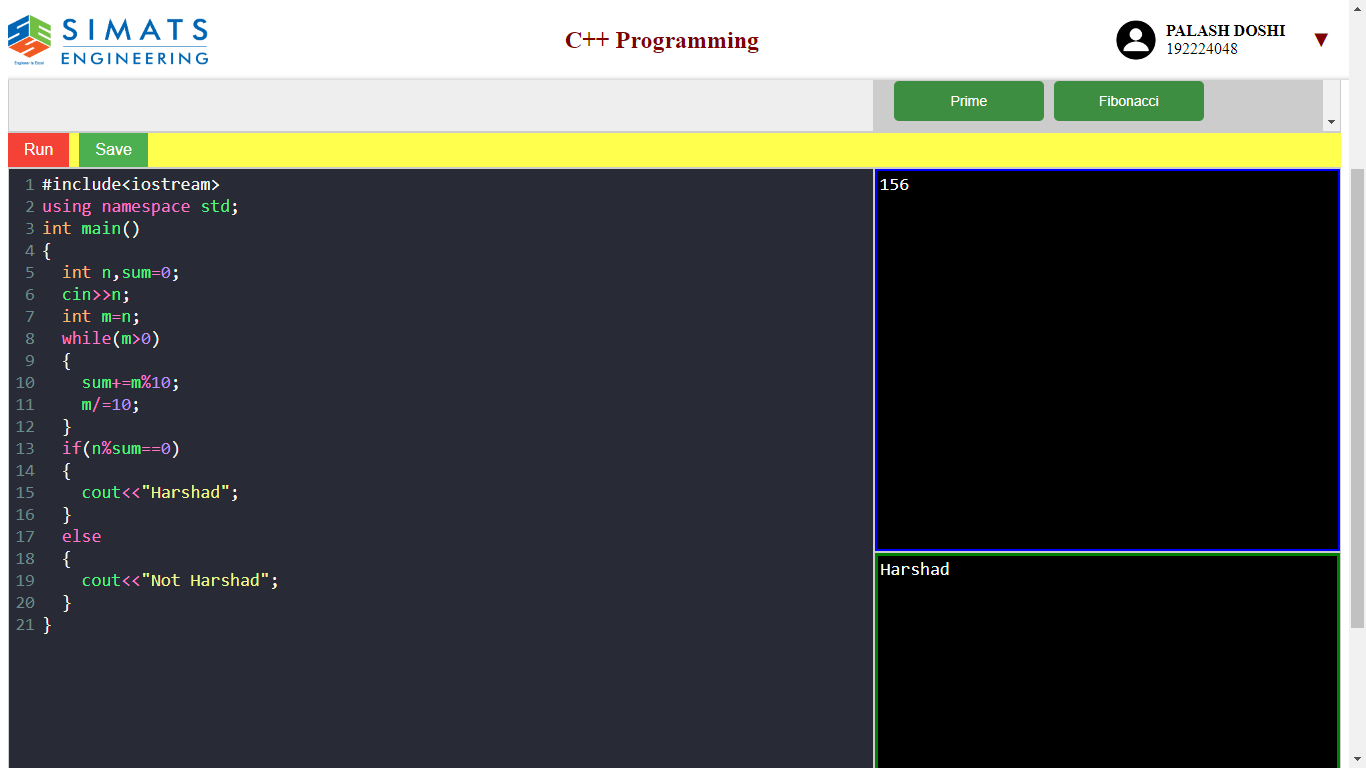 SIMATS
ENGINEERING
Engineer to Excel
C++ Programming
PALASH DOSHI
192224048
▼
Prime
Fibonacci
Run
Save
1 #include<iostream>
2 using namespace std;
3 int main()
4 {
5   int n,sum=0;
6   cin>>n;
7   int m=n;
8   while(m>0)
9   {
10     sum+=m%10;
11     m/=10;
12   }
13   if(n%sum==0)
14   {
15     cout<<"Harshad";
16   }
17   else
18   {
19     cout<<"Not Harshad";
20   }
21 }
156
Harshad